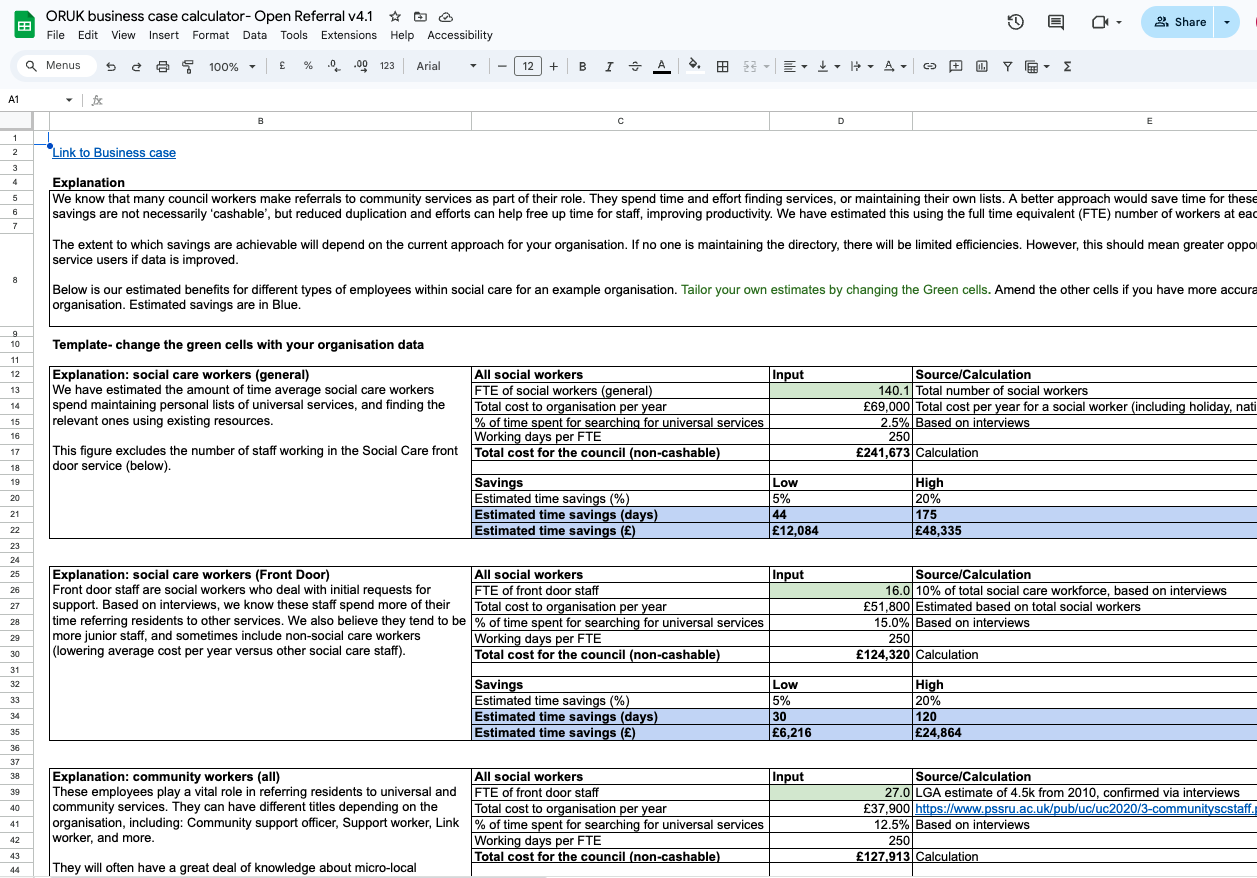 ORUK business case calculator- Open Referral v4.1
File Edit View Insert Format Data Tools Extensions Help Accessibility
Share
Menus 100% £ % .0 .00 123 Arial 12 B I A Σ
A1 fx
B C D E
1
2 Link to Business case
3
4 Explanation
5 We know that many council workers make referrals to community services as part of their role. They spend time and effort finding services, or maintaining their own lists. A better approach would save time for these
6 savings are not necessarily ‘cashable’, but reduced duplication and efforts can help free up time for staff, improving productivity. We have estimated this using the full time equivalent (FTE) number of workers at eac
7
The extent to which savings are achievable will depend on the current approach for your organisation. If no one is maintaining the directory, there will be limited efficiencies. However, this should mean greater oppo
service users if data is improved.
8
Below is our estimated benefits for different types of employees within social care for an example organisation. Tailor your own estimates by changing the Green cells. Amend the other cells if you have more accura
organisation. Estimated savings are in Blue.
9
10 Template- change the green cells with your organisation data
11
12 Explanation: social care workers (general) All social workers Input Source/Calculation
13 We have estimated the amount of time average social care workers FTE of social workers (general) 140.1 Total number of social workers
14 spend maintaining personal lists of universal services, and finding the Total cost to organisation per year £69,000 Total cost per year for a social worker (including holiday, nati
15 relevant ones using existing resources. % of time spent for searching for universal services 2.5% Based on interviews
16 Working days per FTE 250
17 This figure excludes the number of staff working in the Social Care front Total cost for the council (non-cashable) £241,673 Calculation
18 door service (below).
19 Savings Low High
20 Estimated time savings (%) 5% 20%
21 Estimated time savings (days) 44 175
22 Estimated time savings (£) £12,084 £48,335
23
24
25 Explanation: social care workers (Front Door) All social workers Input Source/Calculation
26 Front door staff are social workers who deal with initial requests for FTE of front door staff 16.0 10% of total social care workforce, based on interviews
27 support. Based on interviews, we know these staff spend more of their Total cost to organisation per year £51,800 Estimated based on total social workers
28 time referring residents to other services. We also believe they tend to be % of time spent for searching for universal services 15.0% Based on interviews
29 more junior staff, and sometimes include non-social care workers Working days per FTE 250
30 (lowering average cost per year versus other social care staff). Total cost for the council (non-cashable) £124,320 Calculation
31
32 Savings Low High
33 Estimated time savings (%) 5% 20%
34 Estimated time savings (days) 30 120
35 Estimated time savings (£) £6,216 £24,864
36
37
38 Explanation: community workers (all) All social workers Input Source/Calculation
39 These employees play a vital role in referring residents to universal and FTE of front door staff 27.0 LGA estimate of 4.5k from 2010, confirmed via interviews
40 community services. They can have different titles depending on the Total cost to organisation per year £37,900 https://www.pssru.ac.uk/pub/uc/uc2020/3-communityscstaff.p
41 organisation, including: Community support officer, Support worker, Link % of time spent for searching for universal services 12.5% Based on interviews
42 worker, and more. Working days per FTE 250
43 Total cost for the council (non-cashable) £127,913 Calculation
44 They will often have a great deal of knowledge about micro-local